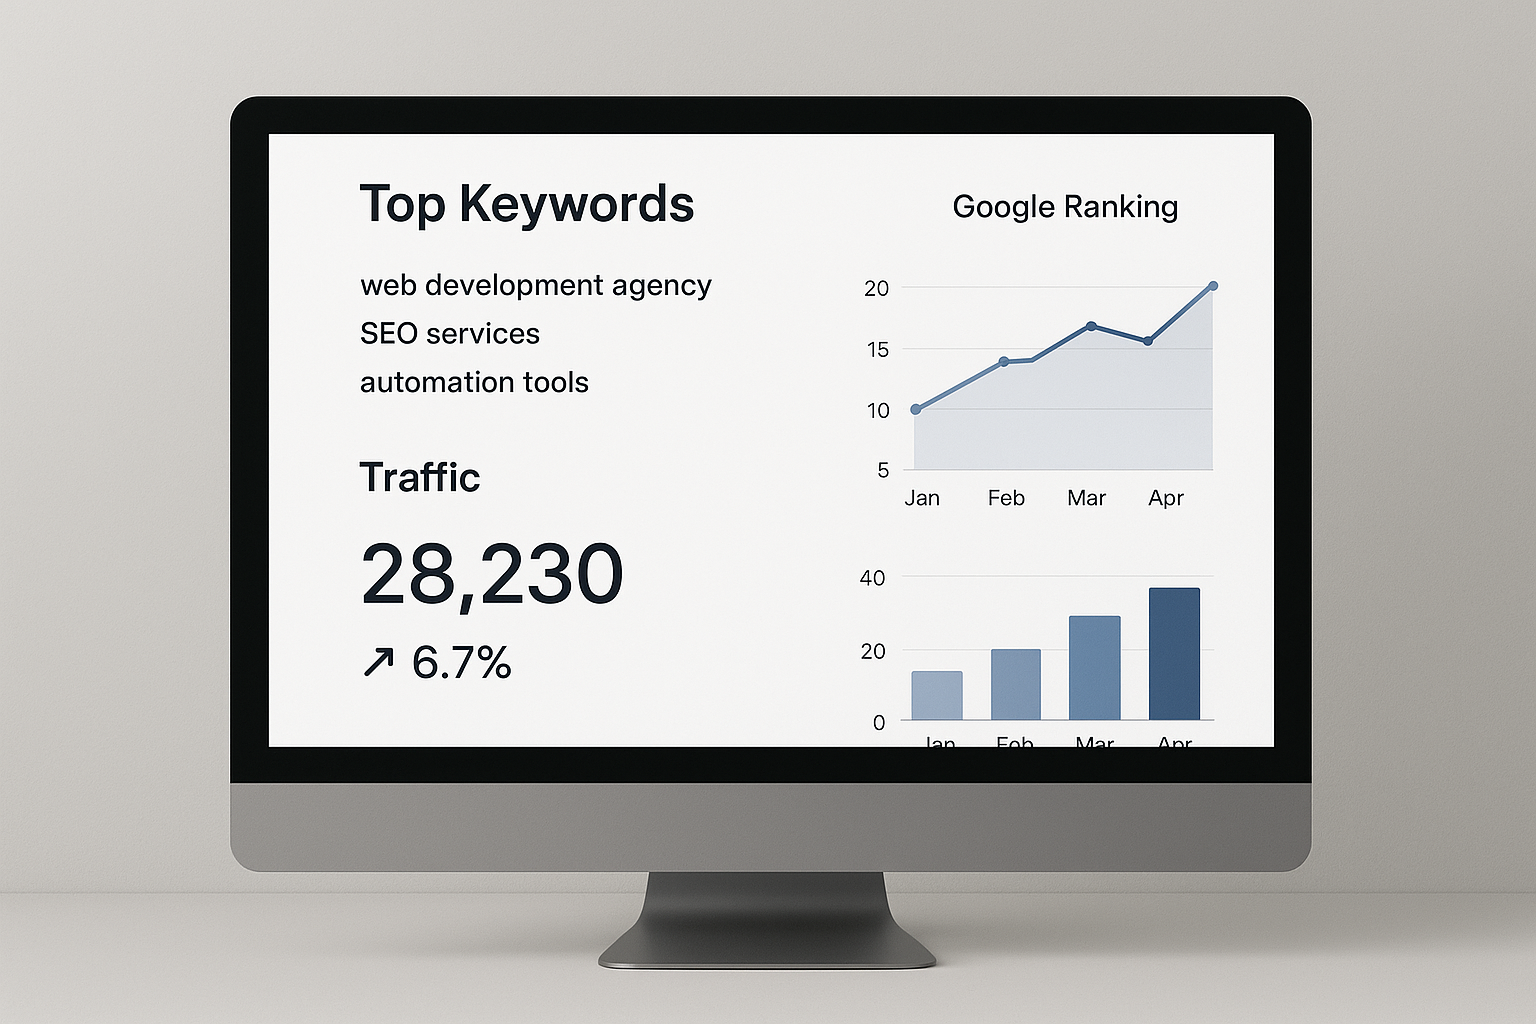 Top Keywords
web development agency
SEO services
automation tools
Traffic
28,230
↗ 6.7%
Google Ranking
20
15
10
5
Jan Feb Mar Apr
40
20
0
Jan Feb Mar Apr